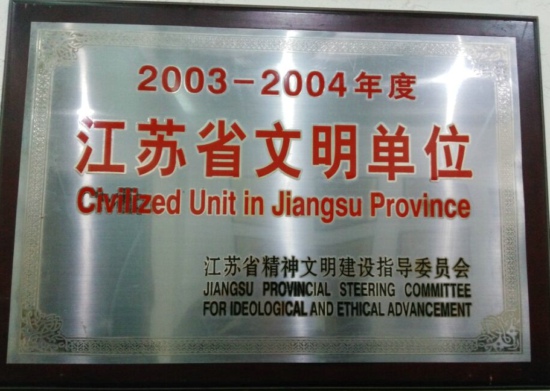 2003-2004年度
江苏省文明单位
Civilized Unit in Jiangsu Province
江苏省精神文明建设指导委员会
JIANGSU PROVINCIAL STEERING COMMITTEE
FOR IDEOLOGICAL AND ETHICAL ADVANCEMENT